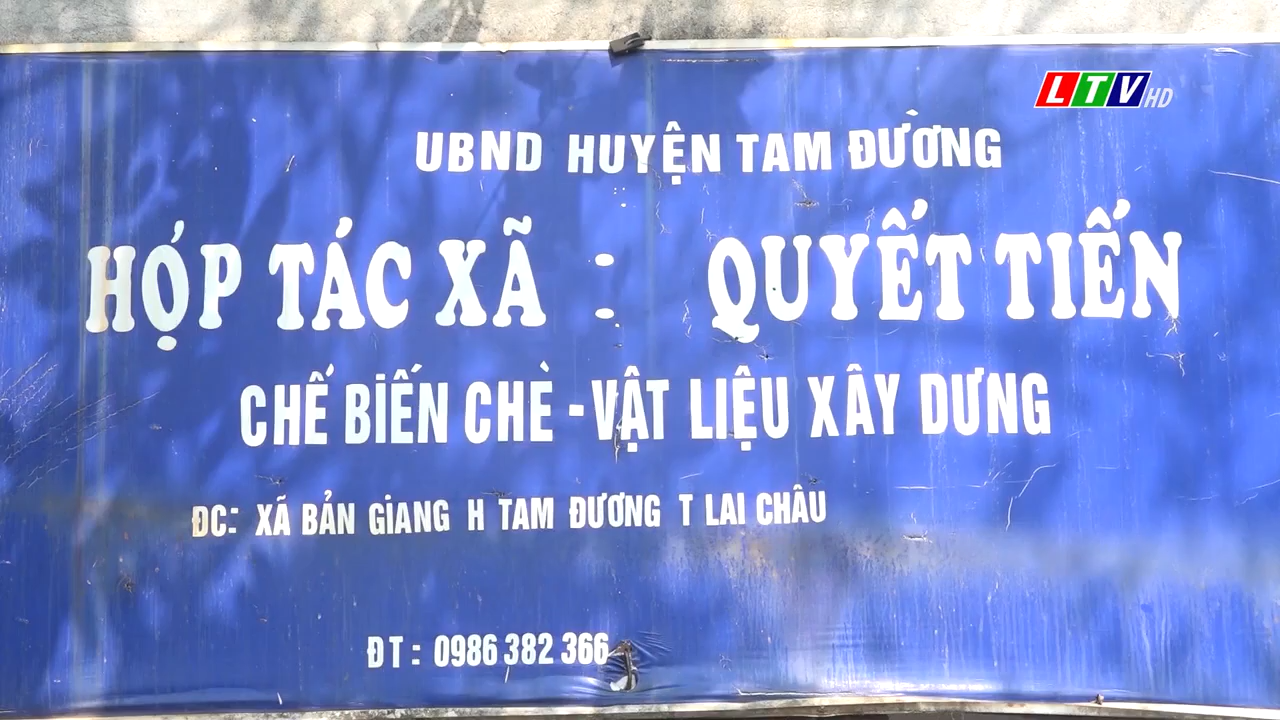 LTV HD
UBND HUYỆN TAM ĐƯƠNG
HỢP TÁC XÃ : QUYẾT TIẾN
CHẾ BIẾN CHÈ - VẬT LIỆU XÂY DƯNG
ĐC: XÃ BẢN GIANG H TAM ĐƯƠNG T LAI CHÂU
ĐT : 0986 382 366